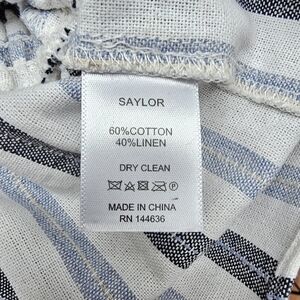 SAYLOR
60%COTTON
40%LINEN
DRY CLEAN
MADE IN CHINA
RN 144636